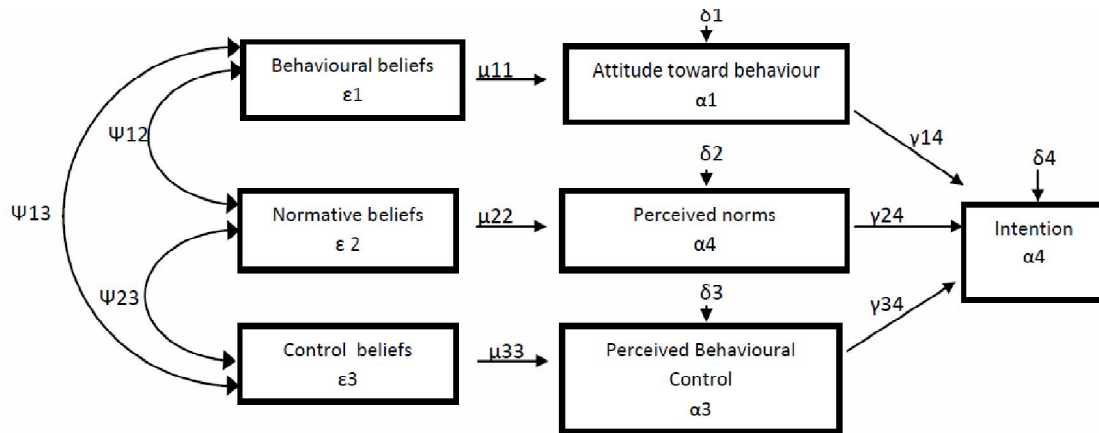 δ1
Behavioural beliefs
ε1
μ11
Attitude toward behaviour
α1
Ψ12
γ14
δ2
δ4
Ψ13
Normative beliefs
ε 2
μ22
Perceived norms
α4
γ24
Intention
α4
Ψ23
δ3
γ34
Control beliefs
ε3
μ33
Perceived Behavioural
Control
α3